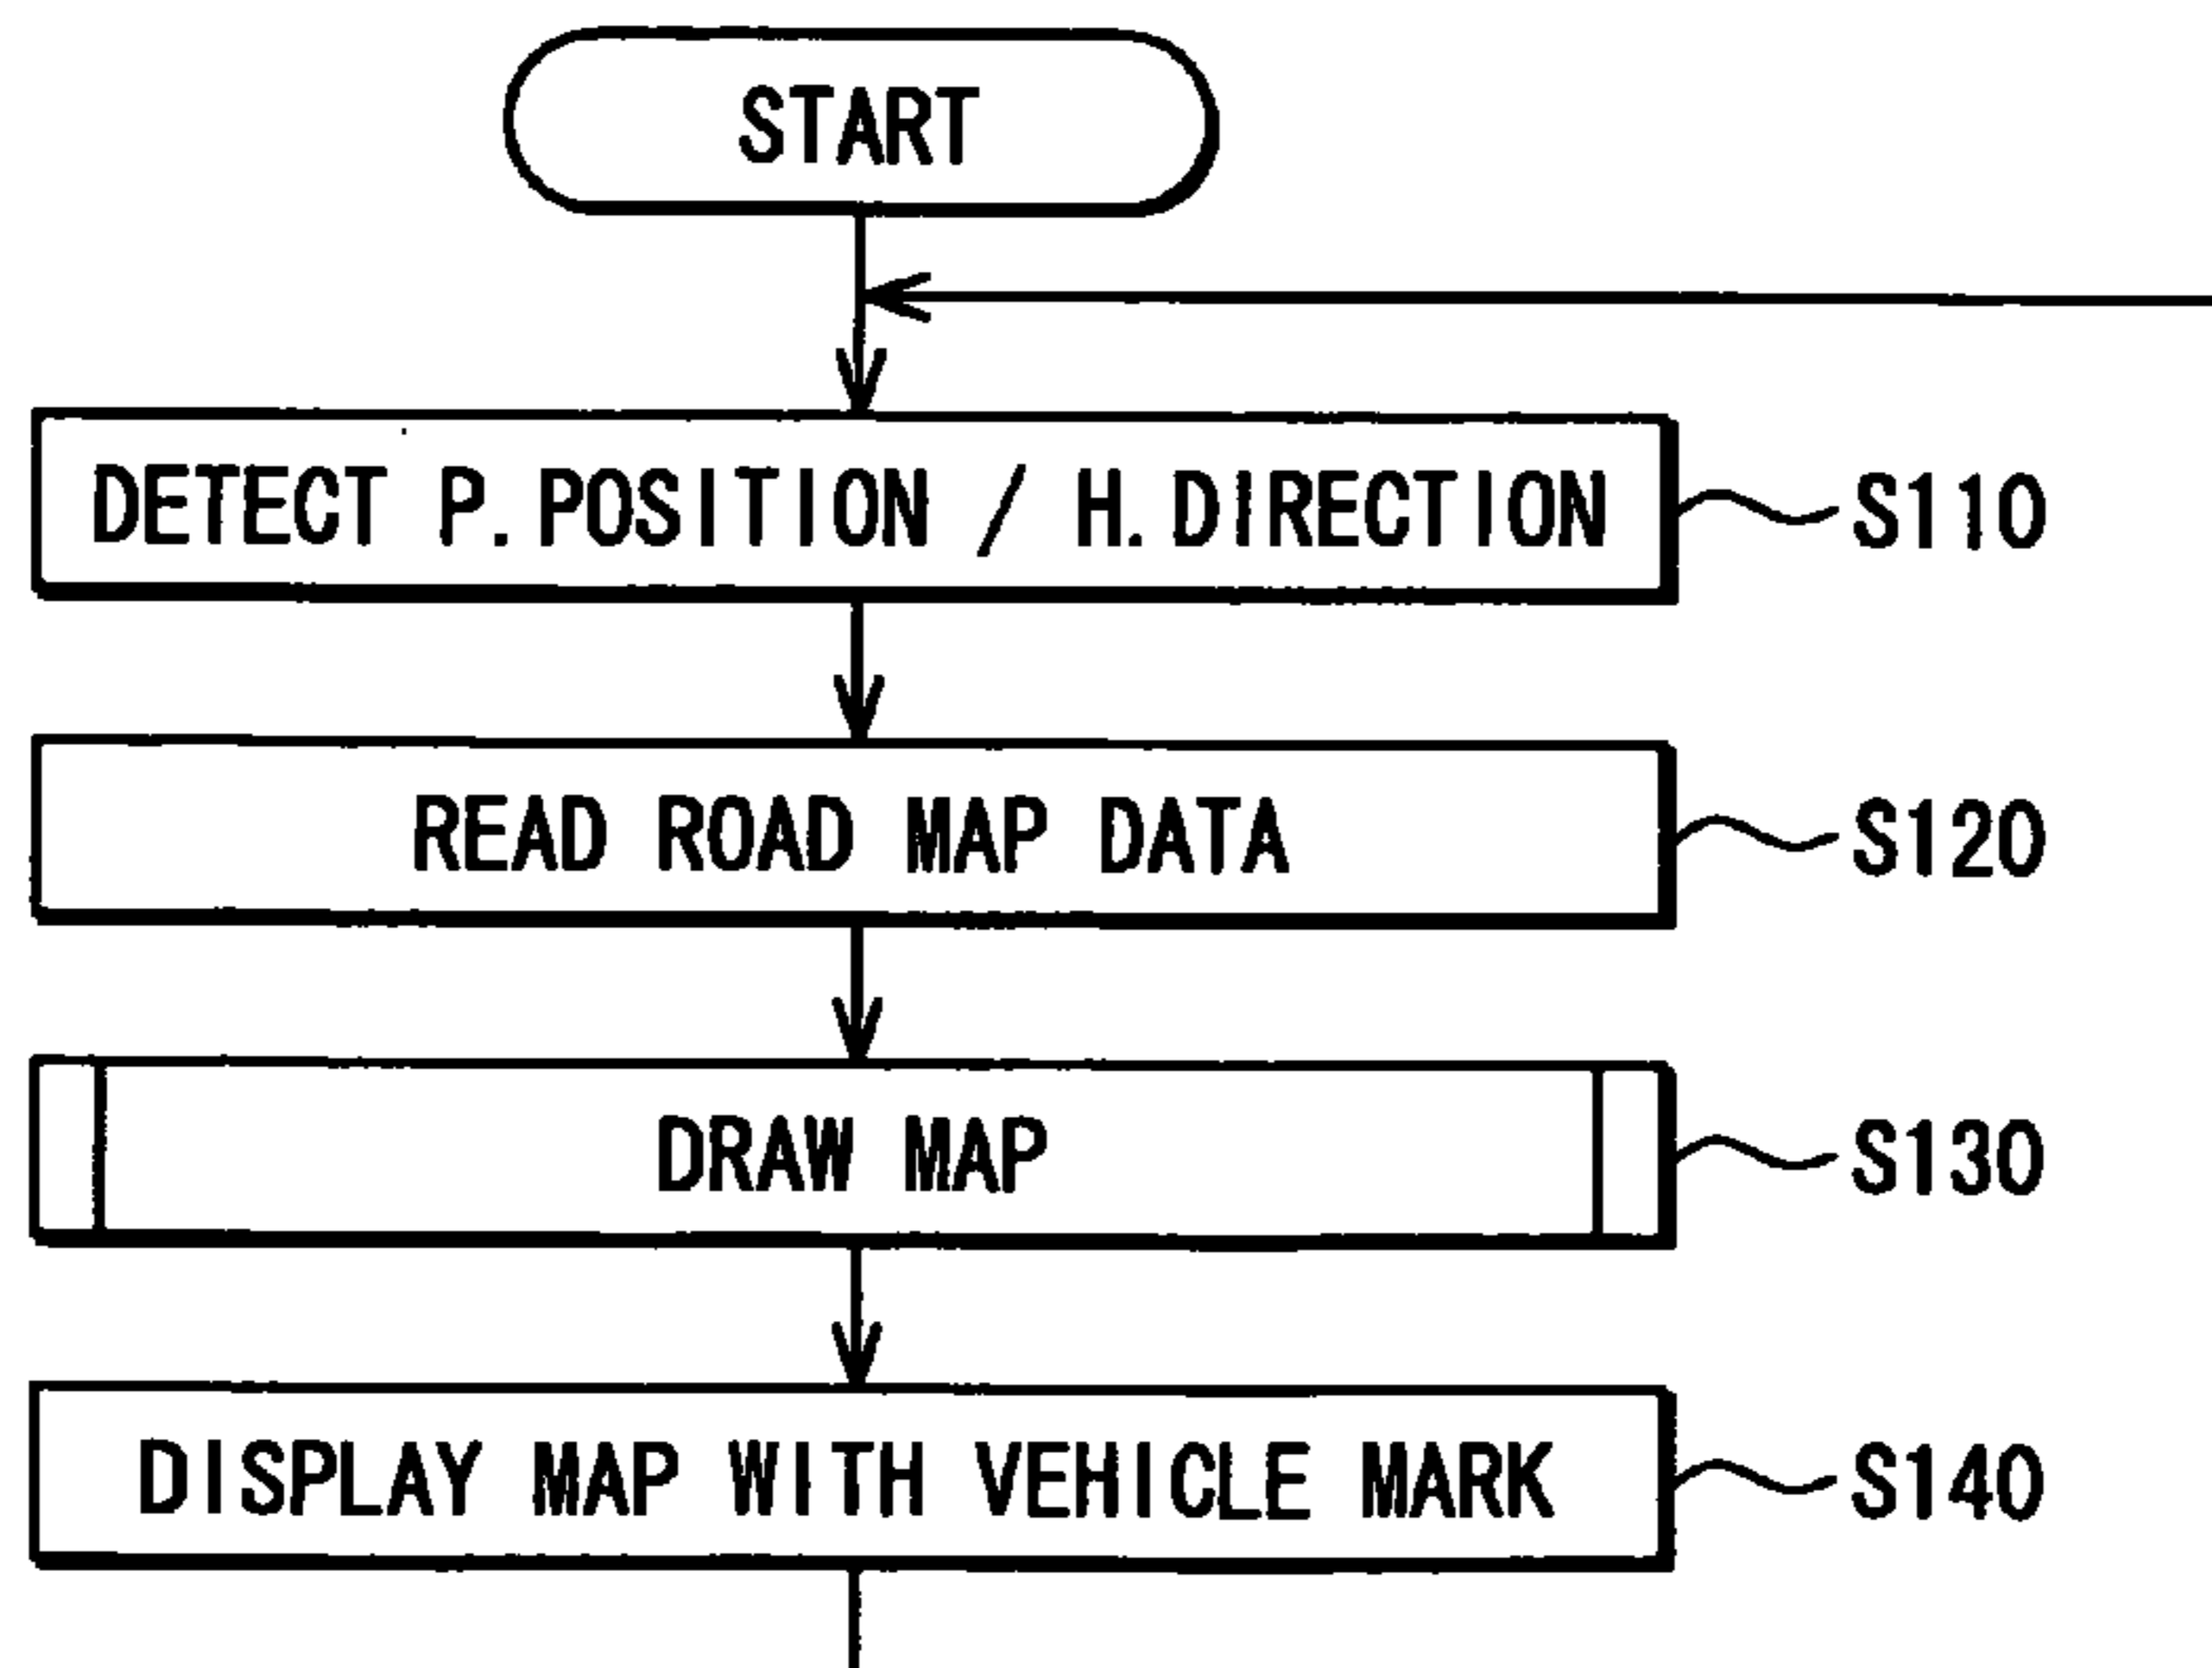 START
DETECT P.POSITION / H.DIRECTION
S110
READ ROAD MAP DATA
S120
DRAW MAP
S130
DISPLAY MAP WITH VEHICLE MARK
S140